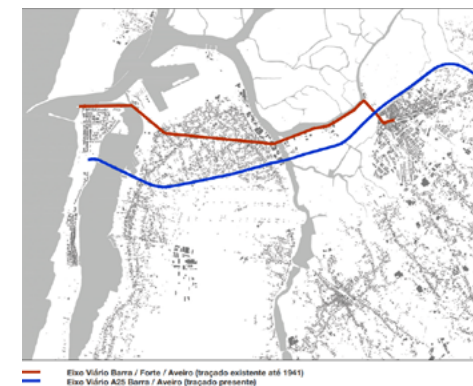 Eixo Viário Barra / Forte / Aveiro (traçado existente até 1941)
Eixo Viário A25 Barra / Aveiro (traçado presente)